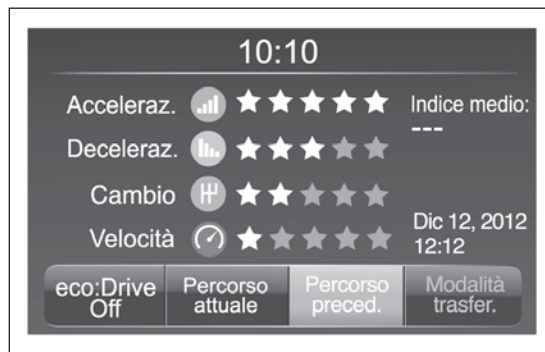 10:10
Acceleraz.
Indice medio:
---
Deceleraz.
Cambio
Velocità
Dic 12, 2012
12:12
eco:Drive
Off
Percorso
attuale
Percorso
preced.
Modalità
trasfer.